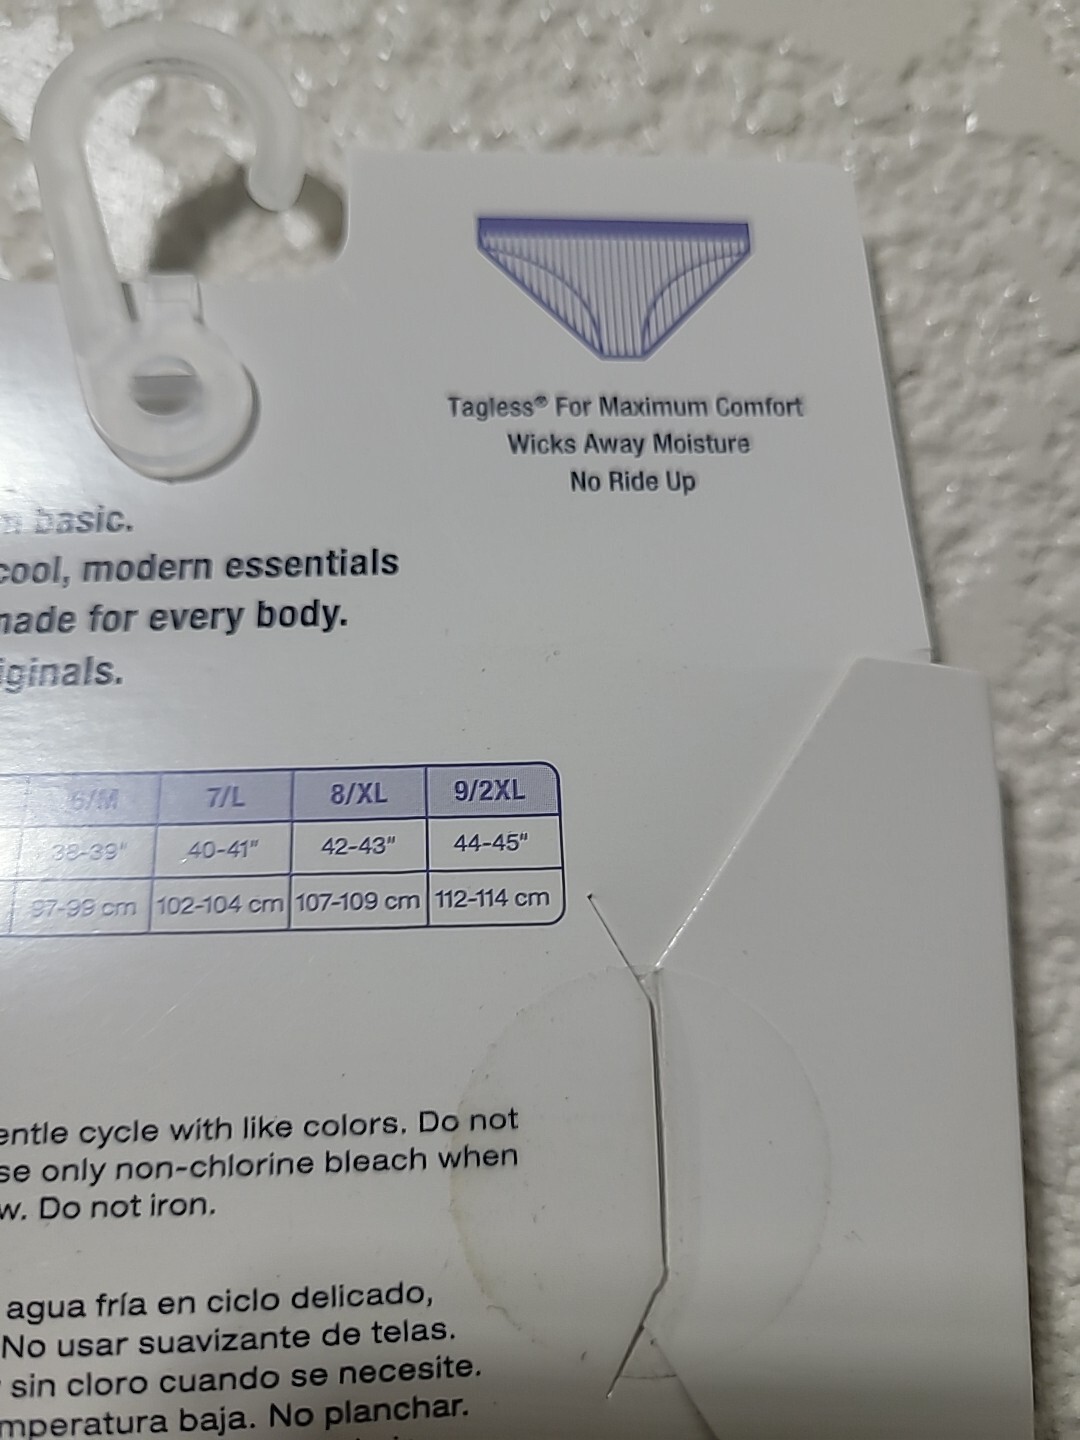 Tagless® For Maximum Comfort
Wicks Away Moisture
No Ride Up
basic.
cool, modern essentials
made for every body.
iginals.
6/M 7/L 8/XL 9/2XL
38-39" 40-41" 42-43" 44-45"
97-99 cm 102-104 cm 107-109 cm 112-114 cm
entle cycle with like colors. Do not
se only non-chlorine bleach when
w. Do not iron.
agua fría en ciclo delicado,
No usar suavizante de telas.
sin cloro cuando se necesite.
mperatura baja. No planchar.